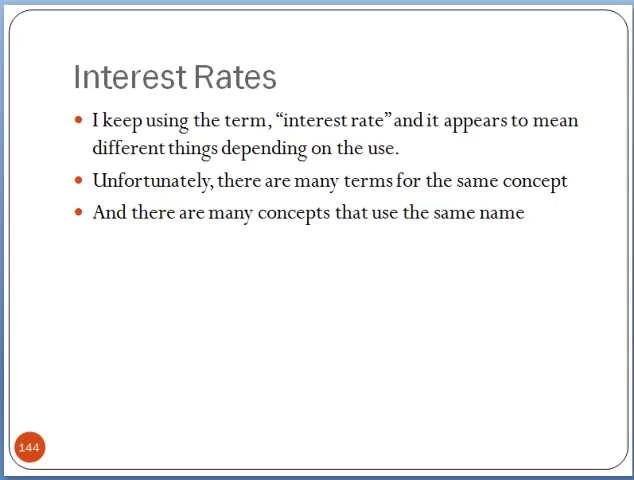 Interest Rates
• I keep using the term, “interest rate” and it appears to mean
different things depending on the use.
• Unfortunately, there are many terms for the same concept
• And there are many concepts that use the same name
144